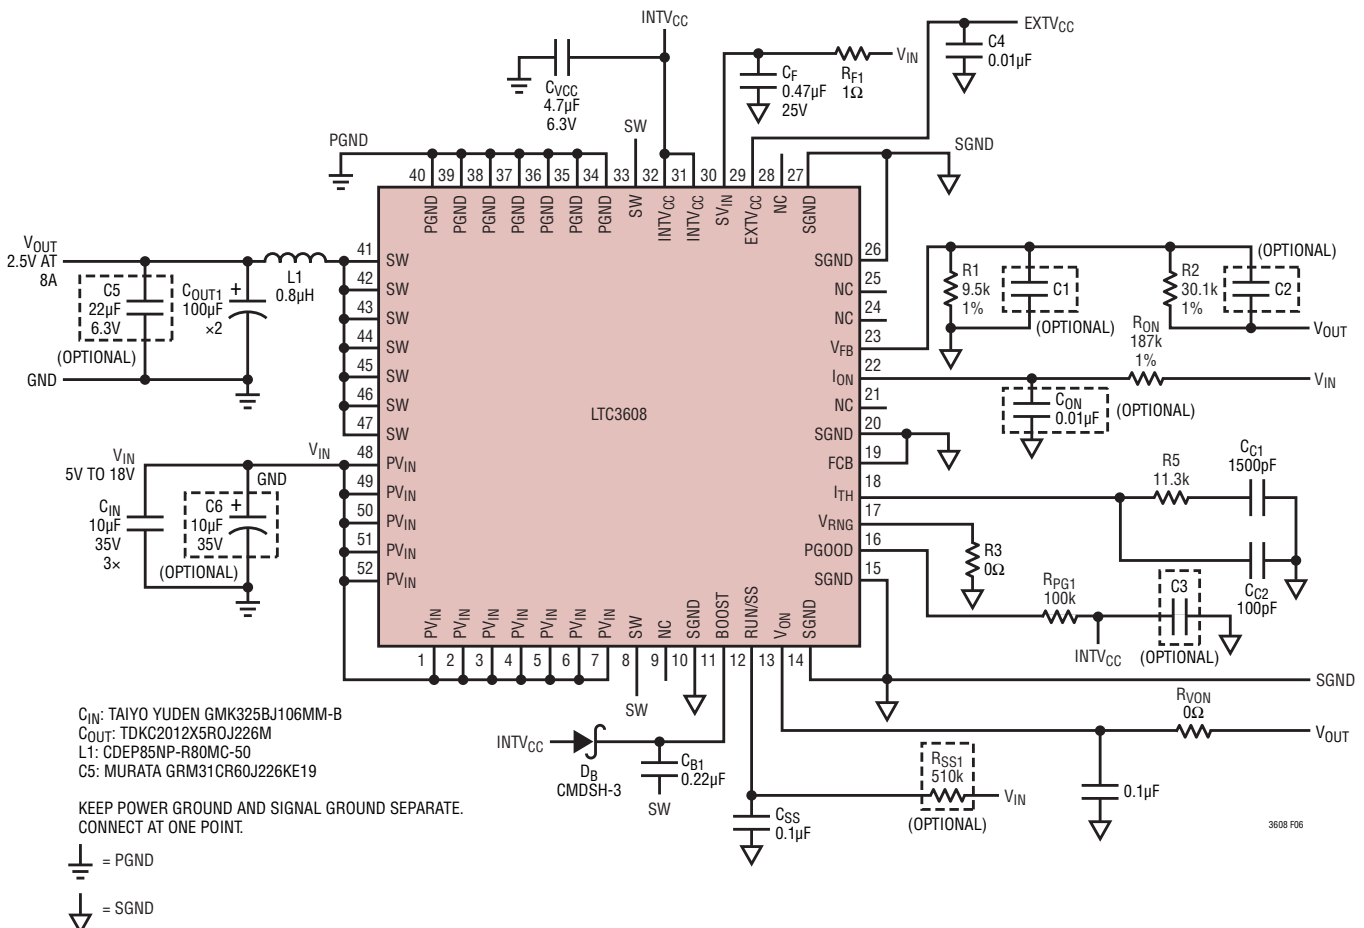 INTVCC
EXTVCC
C4
0.01µF
CVCC
4.7µF
6.3V
CF
0.47µF
25V
RF1
1Ω
VIN
PGND
SW
SGND
40 39 38 37 36 35 34 33 32 31 30 29 28 27
PGND
PGND
PGND
PGND
PGND
PGND
PGND
SW
INTVCC
INTVCC
SVIN
EXTVCC
NC
SGND
VOUT
2.5V AT
8A
C5
22µF
6.3V
(OPTIONAL)
COUT1
100µF
×2
+
L1
0.8µH
GND
41 SW
42 SW
43 SW
44 SW
45 SW
46 SW
47 SW
48 PVIN
49 PVIN
50 PVIN
51 PVIN
52 PVIN
LTC3608
SGND 26
NC 25
NC 24
VFB 23
ION 22
NC 21
SGND 20
FCB 19
ITH 18
VRNG 17
PGOOD 16
SGND 15
R1
9.5k
1%
C1
(OPTIONAL)
R2
30.1k
1%
(OPTIONAL)
C2
VOUT
RON
187k
1%
VIN
CON
0.01µF
(OPTIONAL)
R5
11.3k
CC1
1500pF
CC2
100pF
R3
0Ω
RPG1
100k
INTVCC
C3
(OPTIONAL)
VIN
5V TO 18V
CIN
10µF
35V
3×
VIN
GND
C6
10µF
35V
+
(OPTIONAL)
PVIN
PVIN
PVIN
PVIN
PVIN
PVIN
PVIN
SW
NC
SGND
BOOST
RUN/SS
VON
SGND
1 2 3 4 5 6 7 8 9 10 11 12 13 14
SW
SGND
INTVCC
DB
CMDSH-3
CB1
0.22µF
SW
RVON
0Ω
VOUT
0.1µF
RSS1
510k
(OPTIONAL)
VIN
CSS
0.1µF
CIN: TAIYO YUDEN GMK325BJ106MM-B
COUT: TDKC2012X5ROJ226M
L1: CDEP85NP-R80MC-50
C5: MURATA GRM31CR60J226KE19
KEEP POWER GROUND AND SIGNAL GROUND SEPARATE.
CONNECT AT ONE POINT.
= PGND
= SGND
3608 F06